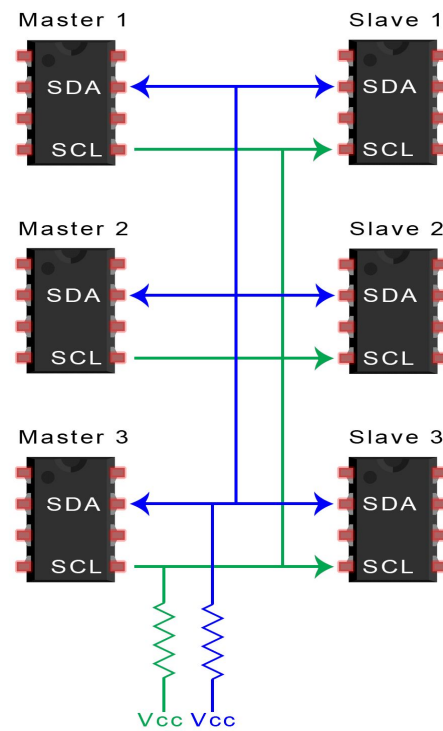 Master 1
Slave 1
SDA
SDA
SCL
SCL
Master 2
Slave 2
SDA
SDA
SCL
SCL
Master 3
Slave 3
SDA
SDA
SCL
SCL
Vcc Vcc